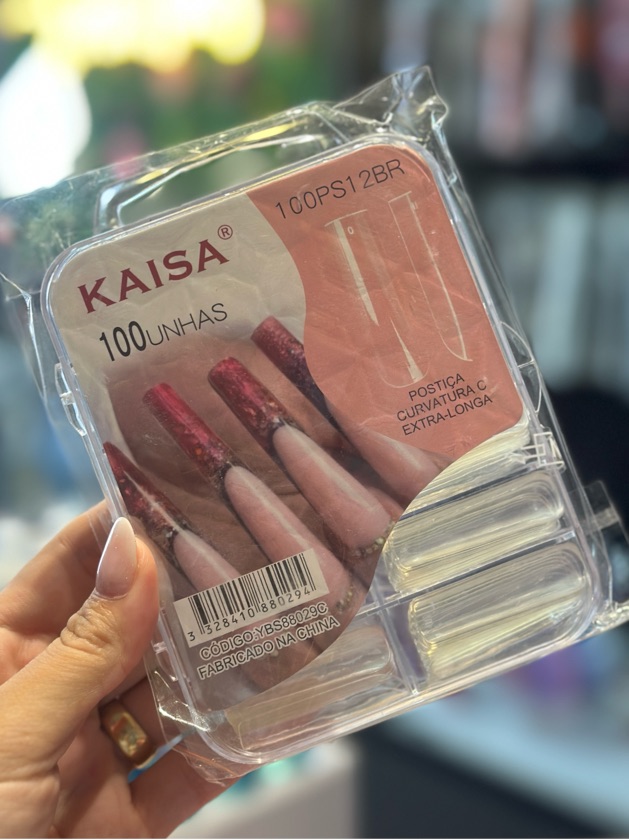 100PS12BR
KAISA®
100UNHAS
POSTIÇA
CURVATURA C
EXTRA-LONGA
3 328410 880294
CÓDIGO:YBS88029C
FABRICADO NA CHINA